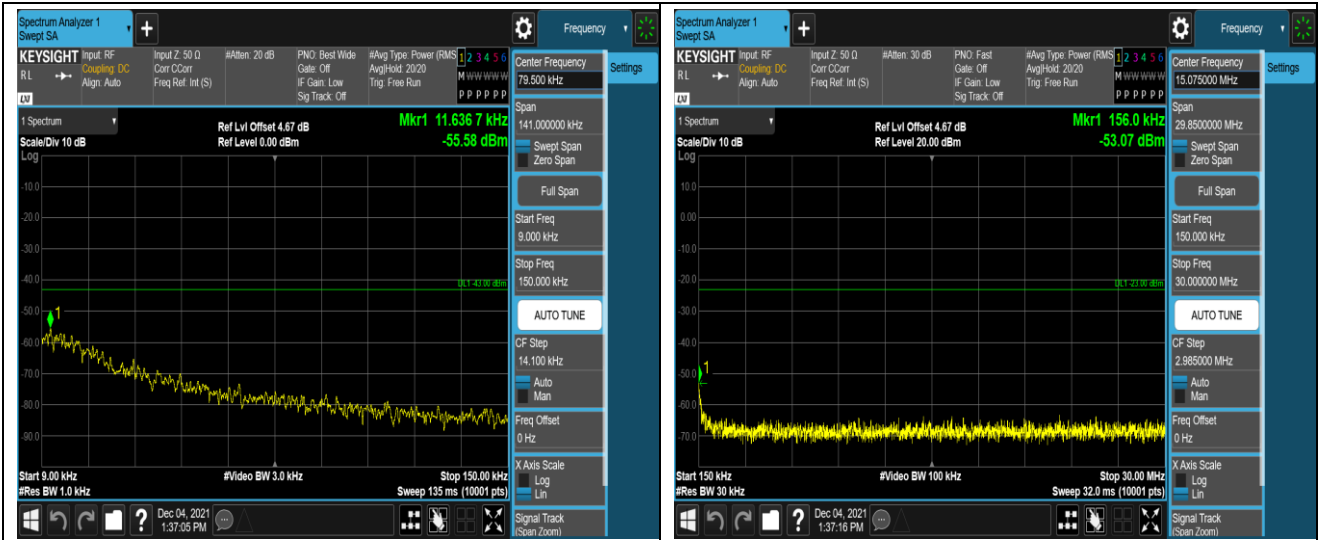 Spectrum Analyzer 1
Swept SA
+
Frequency
KEYSIGHT
RL
Input: RF
Coupling: DC
Align: Auto
Input Z: 50 Ω
Corr CCorr
Freq Ref: Int (S)
#Atten: 20 dB
PNO: Best Wide
Gate: Off
IF Gain: Low
Sig Track: Off
#Avg Type: Power (RMS
Avg|Hold: 20/20
Trig: Free Run
1 2 3 4 5 6
M W W W W W
P P P P P P
1 Spectrum
Scale/Div 10 dB
Log
Ref Lvl Offset 4.67 dB
Ref Level 0.00 dBm
Mkr1 11.636 7 kHz
-55.58 dBm
-10.0
-20.0
-30.0
-40.0
-50.0
-60.0
-70.0
-80.0
-90.0
DL1 -43.00 dBm
1
Start 9.00 kHz
#Res BW 1.0 kHz
#Video BW 3.0 kHz
Stop 150.00 kHz
Sweep 135 ms (10001 pts)
Center Frequency
79.500 kHz
Settings
Span
141.000000 kHz
Swept Span
Zero Span
Full Span
Start Freq
9.000 kHz
Stop Freq
150.000 kHz
AUTO TUNE
CF Step
14.100 kHz
Auto
Man
Freq Offset
0 Hz
X Axis Scale
Log
Lin
Signal Track
(Span Zoom)
?
Dec 04, 2021
1:37:05 PM
Spectrum Analyzer 1
Swept SA
+
Frequency
KEYSIGHT
RL
Input: RF
Coupling: DC
Align: Auto
Input Z: 50 Ω
Corr CCorr
Freq Ref: Int (S)
#Atten: 30 dB
PNO: Fast
Gate: Off
IF Gain: Low
Sig Track: Off
#Avg Type: Power (RMS
Avg|Hold: 20/20
Trig: Free Run
1 2 3 4 5 6
M W W W W W
P P P P P P
1 Spectrum
Scale/Div 10 dB
Log
Ref Lvl Offset 4.67 dB
Ref Level 20.00 dBm
Mkr1 156.0 kHz
-53.07 dBm
10.0
0.00
-10.0
-20.0
-30.0
-40.0
-50.0
-60.0
-70.0
DL1 -23.00 dBm
1
Start 150 kHz
#Res BW 30 kHz
#Video BW 100 kHz
Stop 30.00 MHz
Sweep 32.0 ms (10001 pts)
Center Frequency
15.075000 MHz
Settings
Span
29.8500000 MHz
Swept Span
Zero Span
Full Span
Start Freq
150.000 kHz
Stop Freq
30.000000 MHz
AUTO TUNE
CF Step
2.985000 MHz
Auto
Man
Freq Offset
0 Hz
X Axis Scale
Log
Lin
Signal Track
(Span Zoom)
?
Dec 04, 2021
1:37:16 PM